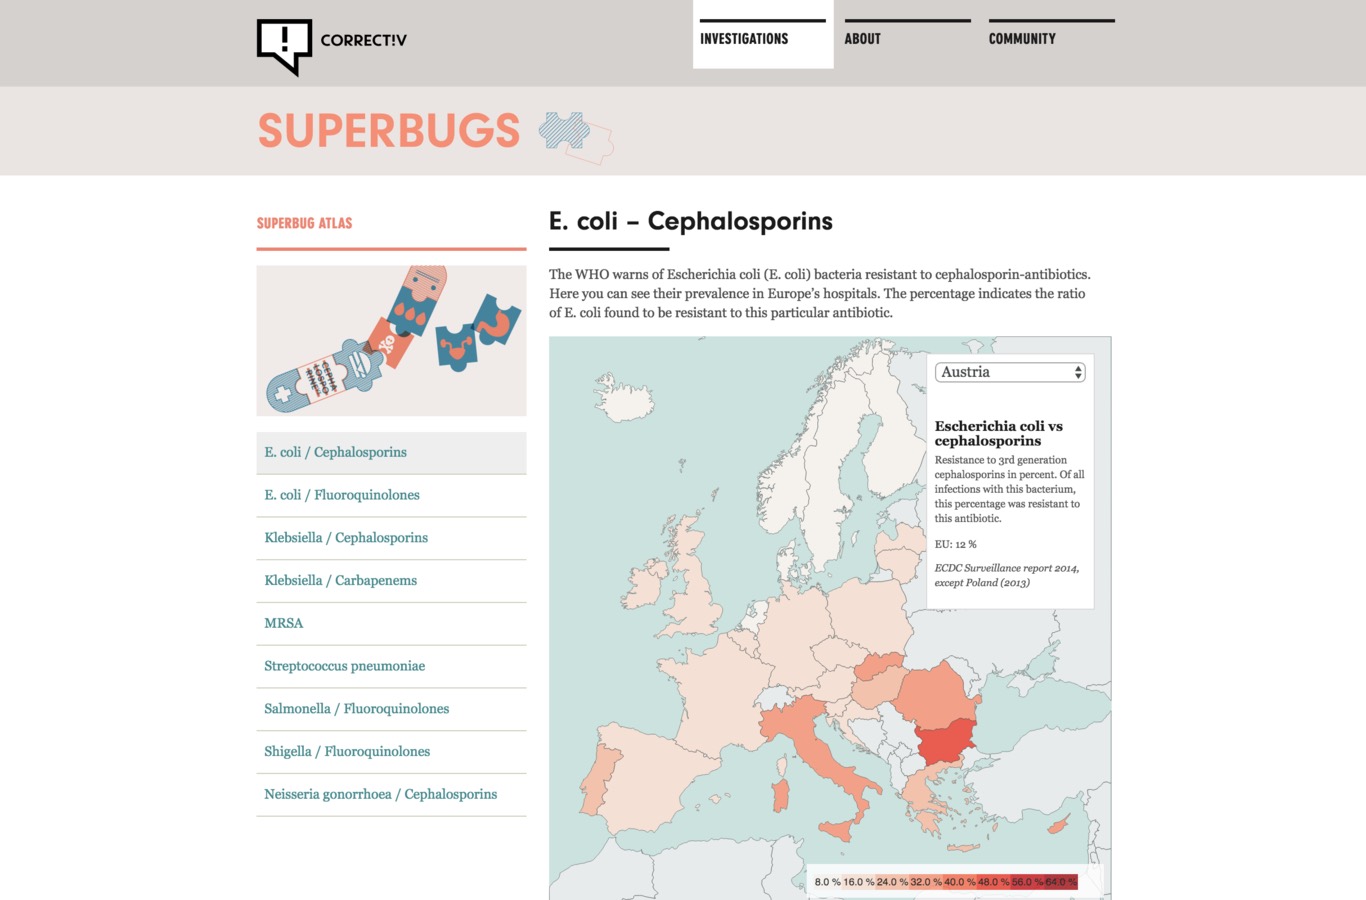 CORRECT!V
INVESTIGATIONS
ABOUT
COMMUNITY
SUPERBUGS
SUPERBUG ATLAS
CEPHA
LOSPO
RINE
E. coli / Cephalosporins
E. coli / Fluoroquinolones
Klebsiella / Cephalosporins
Klebsiella / Carbapenems
MRSA
Streptococcus pneumoniae
Salmonella / Fluoroquinolones
Shigella / Fluoroquinolones
Neisseria gonorrhoea / Cephalosporins
E. coli – Cephalosporins
The WHO warns of Escherichia coli (E. coli) bacteria resistant to cephalosporin-antibiotics.
Here you can see their prevalence in Europe’s hospitals. The percentage indicates the ratio
of E. coli found to be resistant to this particular antibiotic.
Austria
Escherichia coli vs
cephalosporins
Resistance to 3rd generation
cephalosporins in percent. Of all
infections with this bacterium,
this percentage was resistant to
this antibiotic.
EU: 12 %
ECDC Surveillance report 2014,
except Poland (2013)
8.0 % 16.0 % 24.0 % 32.0 % 40.0 % 48.0 % 56.0 % 64.0 %